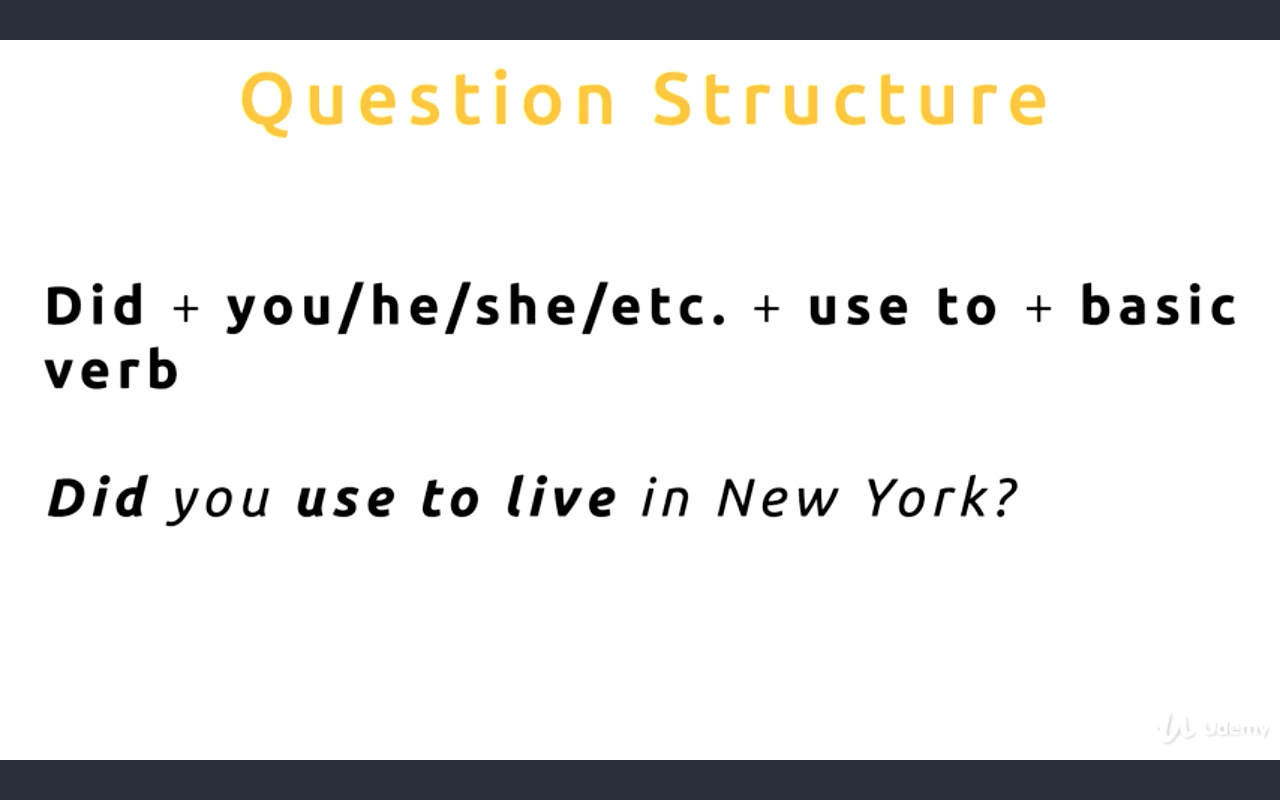 Question Structure
Did + you/he/she/etc. + use to + basic
verb
Did you use to live in New York?
Udemy